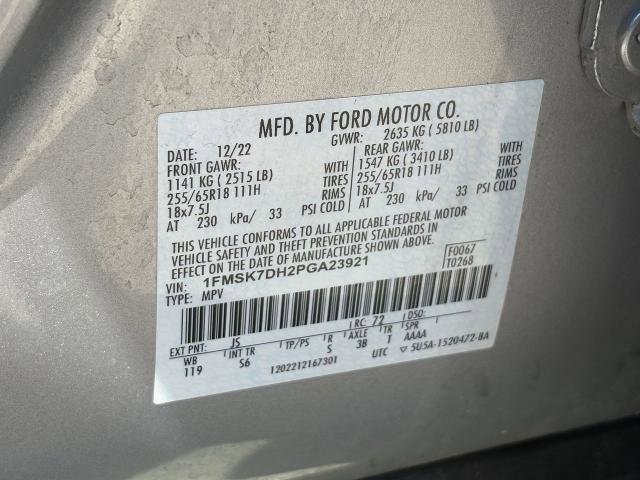 MFD. BY FORD MOTOR CO.
DATE: 12/22 GVWR: 2635 KG ( 5810 LB)
FRONT GAWR: REAR GAWR:
1141 KG ( 2515 LB) WITH 1547 KG ( 3410 LB) WITH
255/65R18 111H TIRES 255/65R18 111H TIRES
18x7.5J RIMS 18x7.5J RIMS
AT 230 kPa/ 33 PSI COLD AT 230 kPa/ 33 PSI COLD
THIS VEHICLE CONFORMS TO ALL APPLICABLE FEDERAL MOTOR
VEHICLE SAFETY AND THEFT PREVENTION STANDARDS IN
EFFECT ON THE DATE OF MANUFACTURE SHOWN ABOVE.
VIN: 1FMSK7DH2PGA23921 F0067
TYPE: MPV T0268
EXT PNT: JS RC: 72 DSO:
WB INT TR TP/PS R AXLE TR SPR
119 S6 S 3B T AAAA
1202212167301 UTC ▽ 5U5A-1520472-BA